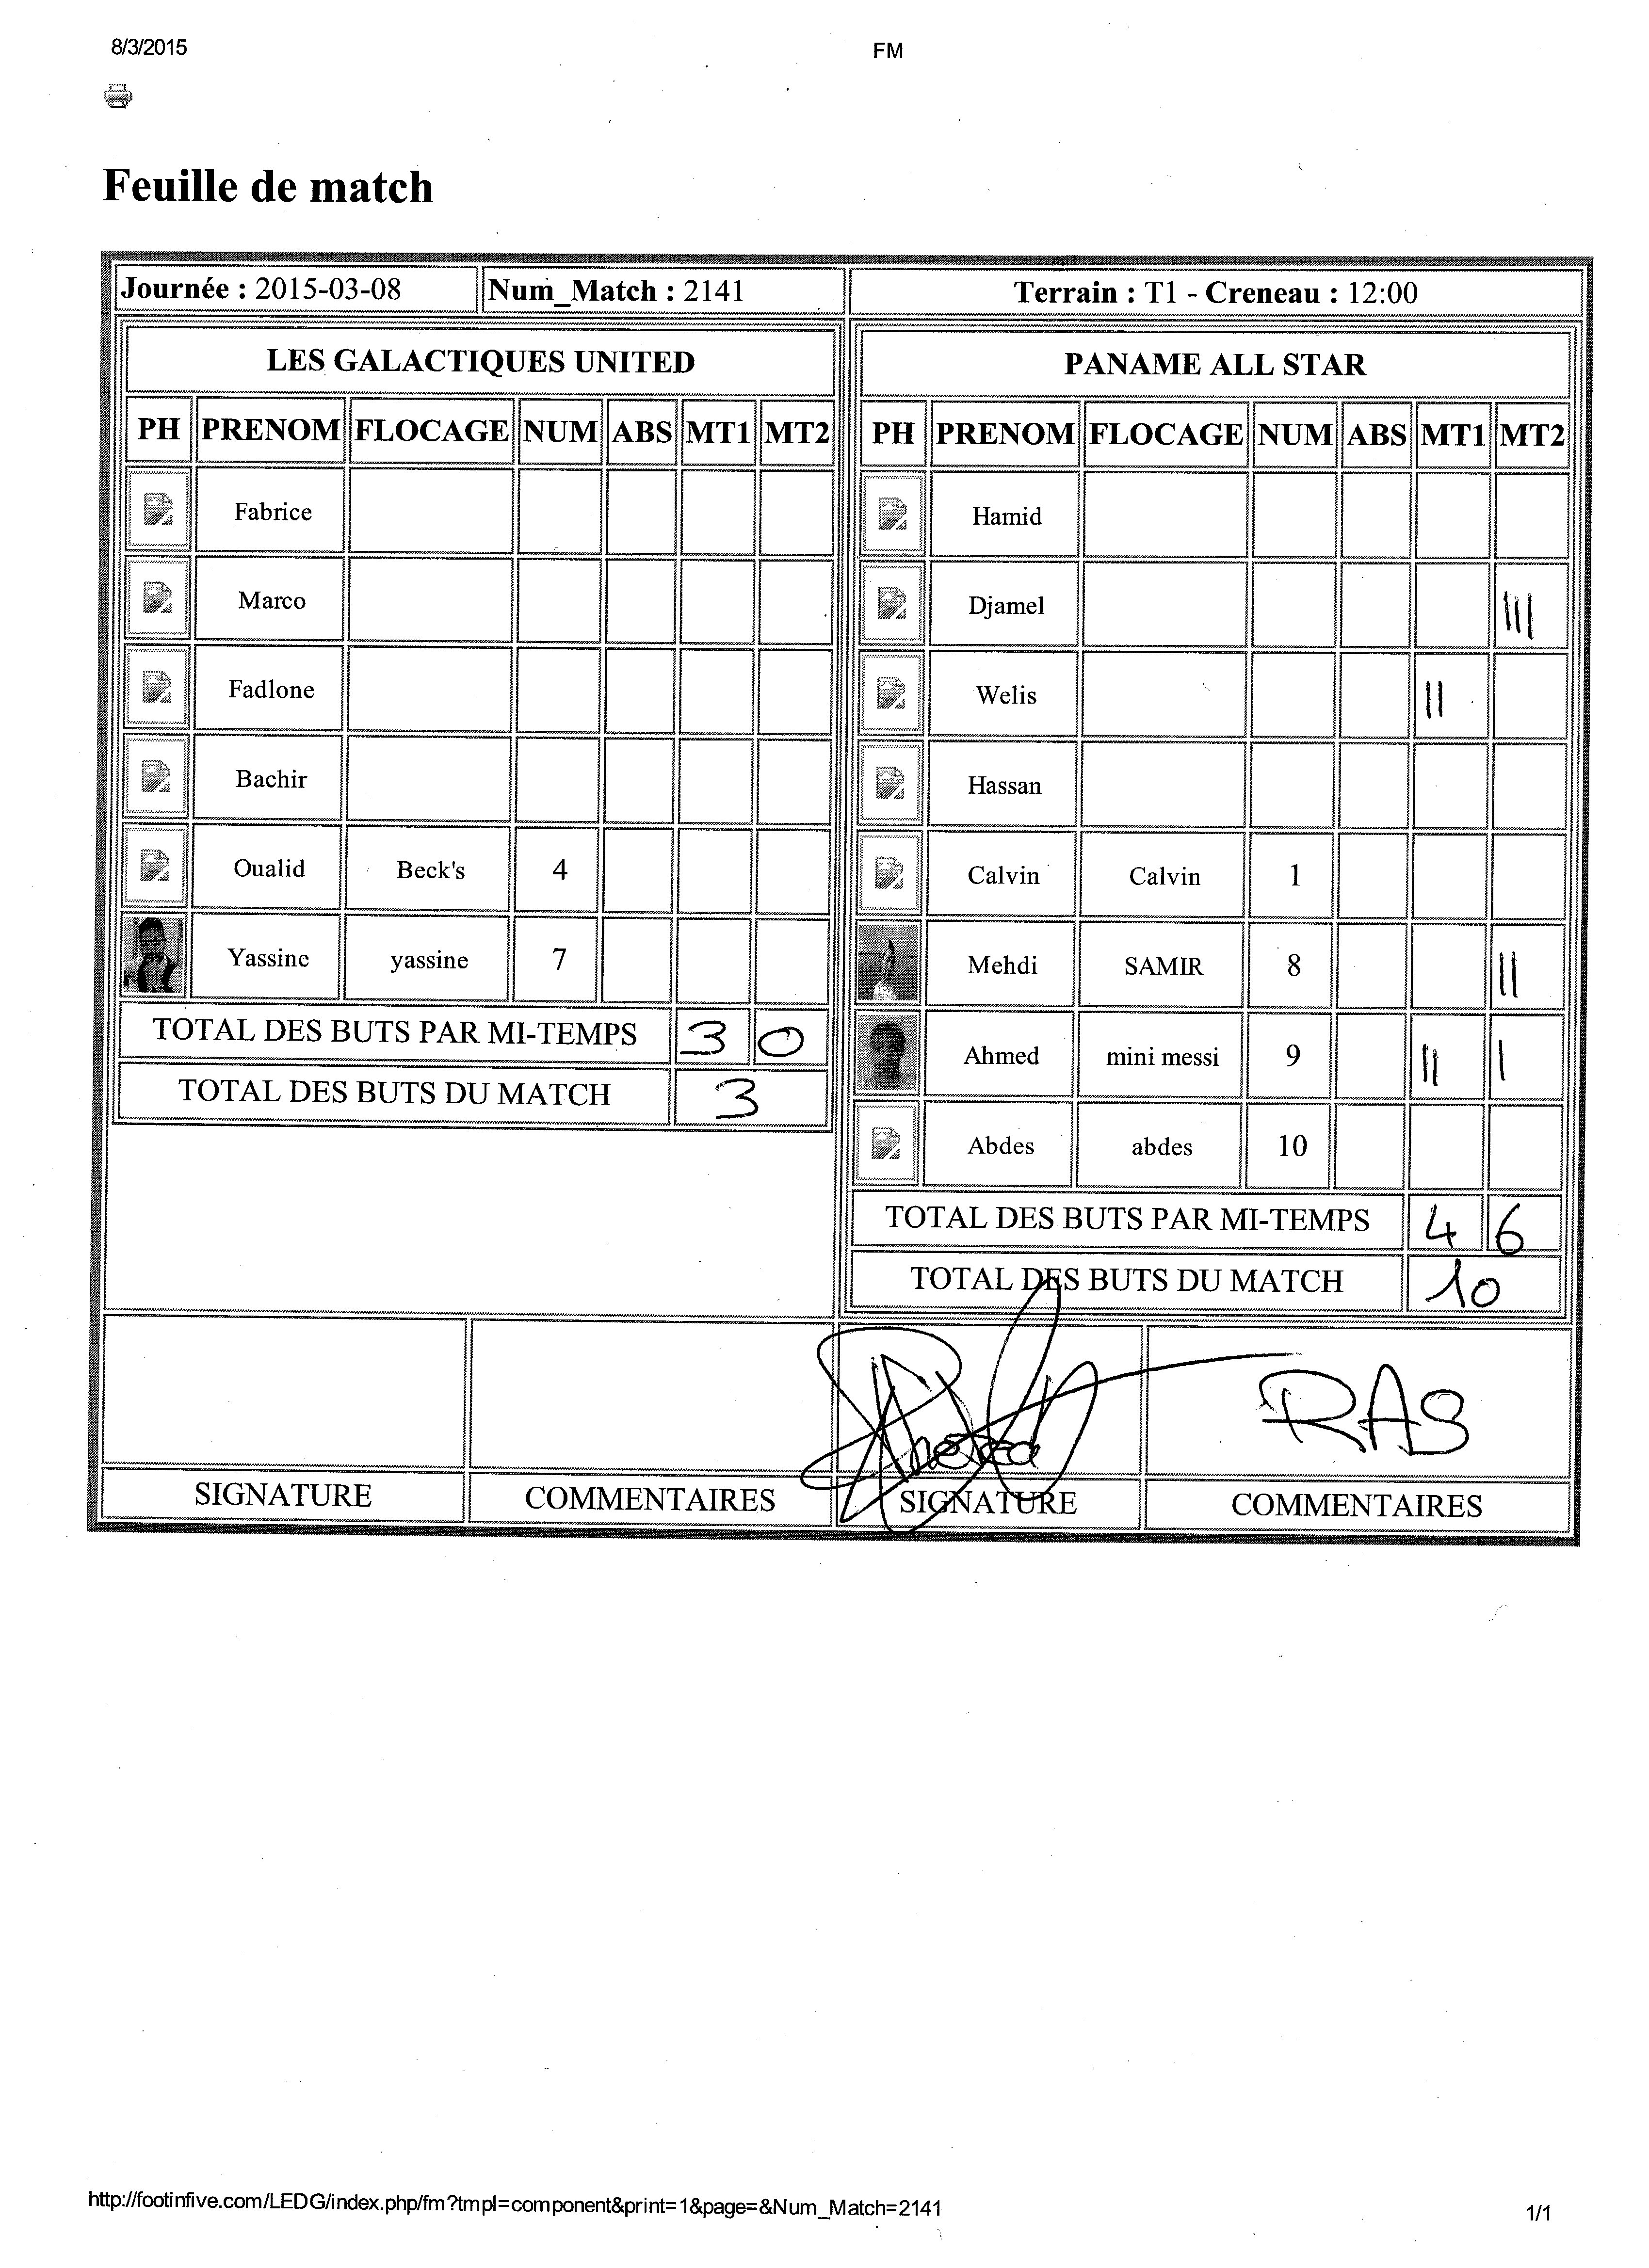 8/3/2015
FM
Feuille de match
Journée : 2015-03-08 Num_Match : 2141 Terrain : T1 - Creneau : 12:00
LES GALACTIQUES UNITED
PH PRENOM FLOCAGE NUM ABS MT1 MT2
Fabrice
Marco
Fadlone
Bachir
Oualid Beck's 4
Yassine yassine 7
TOTAL DES BUTS PAR MI-TEMPS 3 0
TOTAL DES BUTS DU MATCH 3
PANAME ALL STAR
PH PRENOM FLOCAGE NUM ABS MT1 MT2
Hamid
Djamel |||
Welis ||
Hassan
Calvin Calvin 1
Mehdi SAMIR 8 ||
Ahmed mini messi 9 || |
Abdes abdes 10
TOTAL DES BUTS PAR MI-TEMPS 4 6
TOTAL DES BUTS DU MATCH 10
RAS
SIGNATURE COMMENTAIRES SIGNATURE COMMENTAIRES
http://footinfive.com/LEDG/index.php/fm?tmpl=component&print=1&page=&Num_Match=2141
1/1